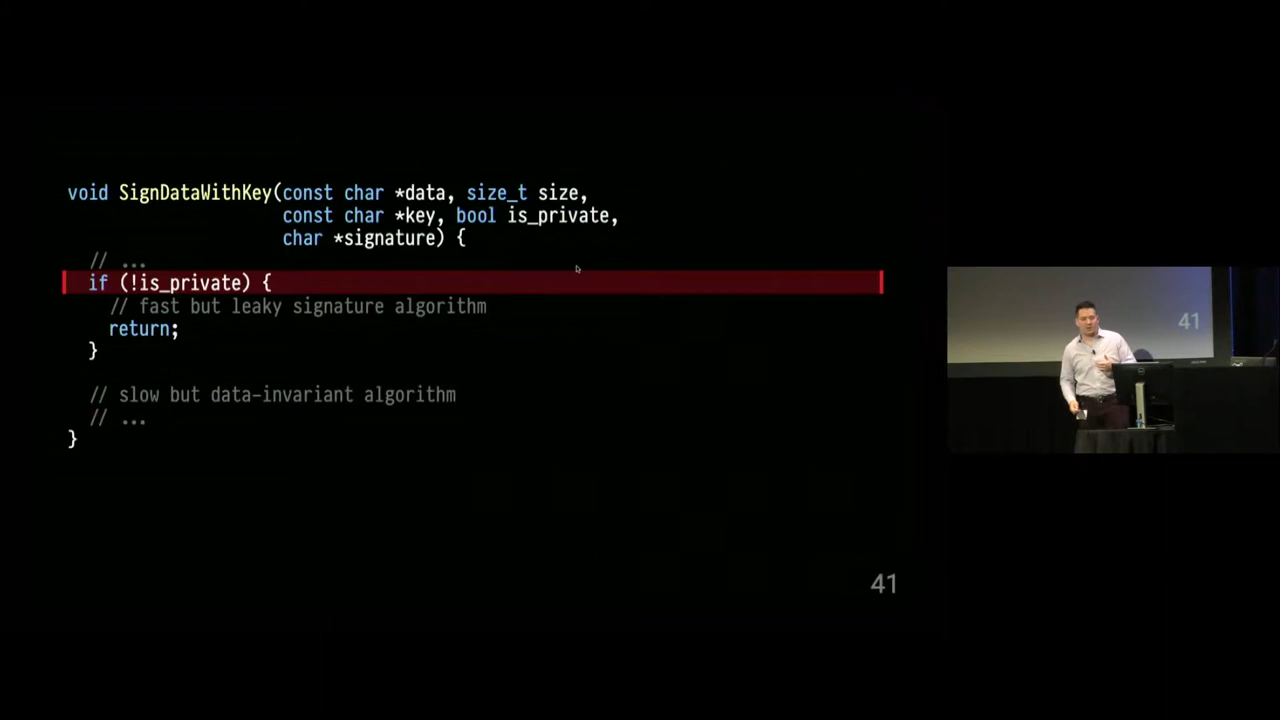 void SignDataWithKey(const char *data, size_t size,
const char *key, bool is_private,
char *signature) {
// ...
if (!is_private) {
// fast but leaky signature algorithm
return;
}
// slow but data-invariant algorithm
// ...
}
41
41